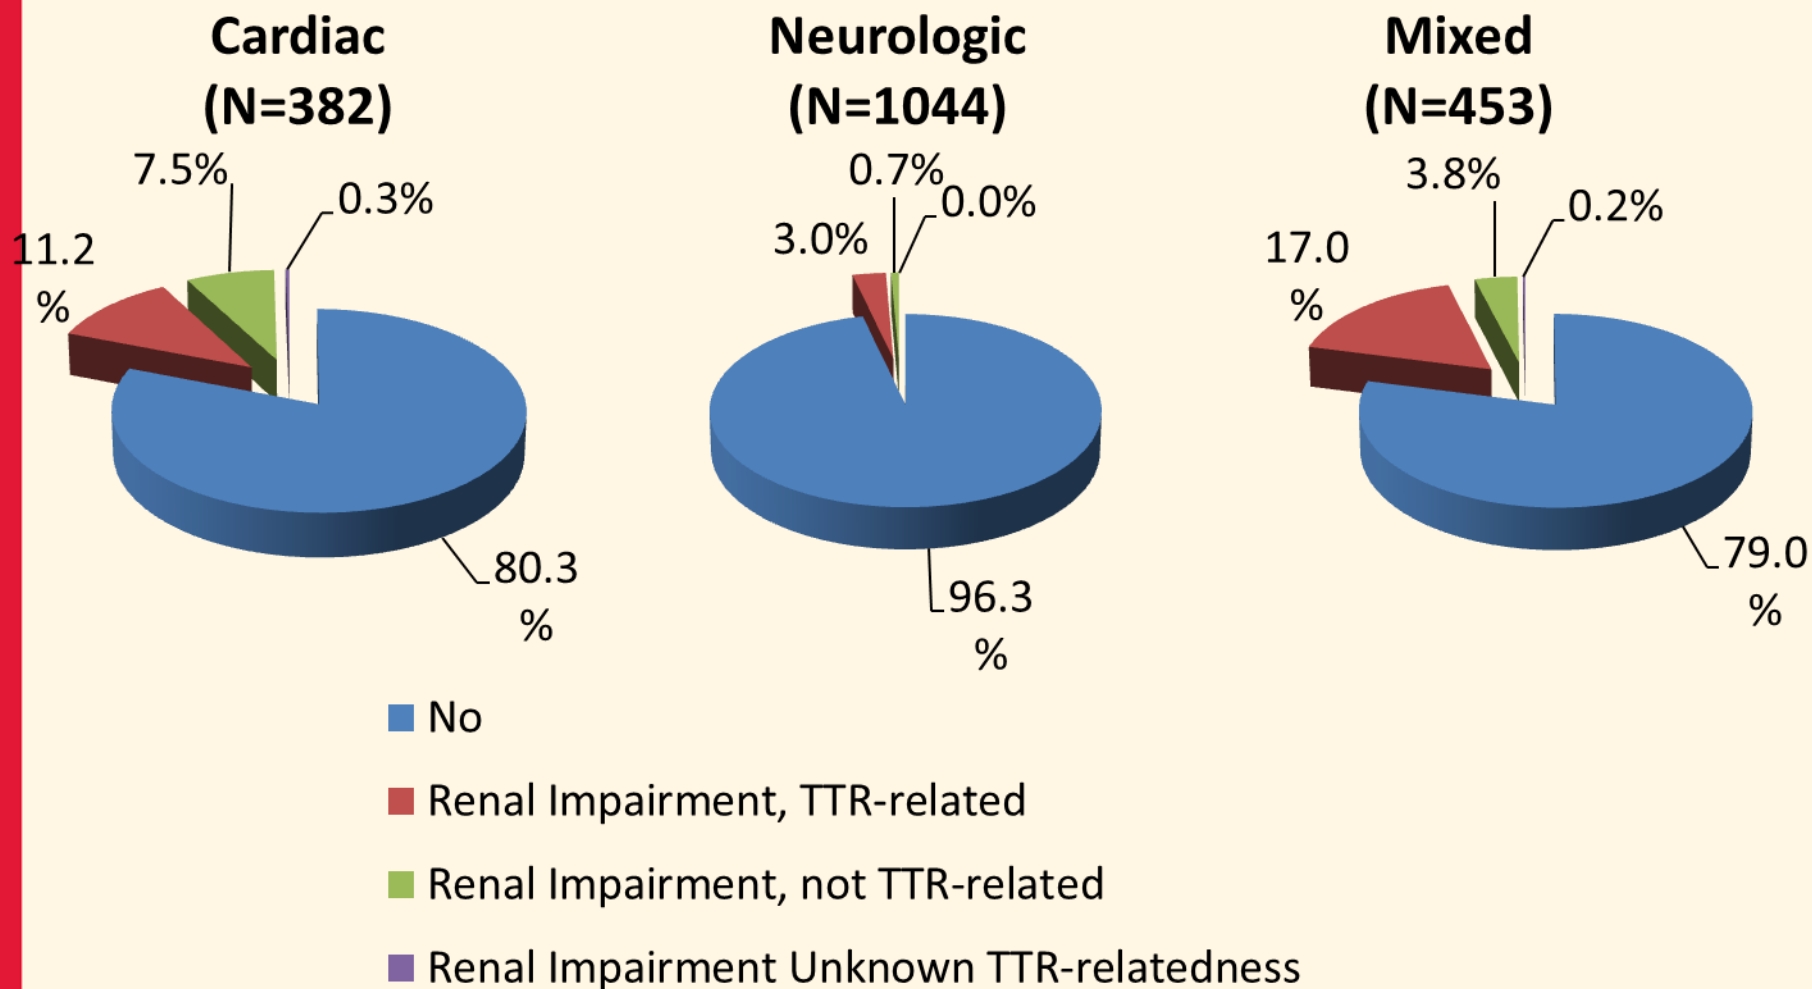 Cardiac
(N=382)
7.5%
0.3%
11.2
%
80.3
%
Neurologic
(N=1044)
0.7%
0.0%
3.0%
96.3
%
Mixed
(N=453)
3.8%
0.2%
17.0
%
79.0
%
No
Renal Impairment, TTR-related
Renal Impairment, not TTR-related
Renal Impairment Unknown TTR-relatedness